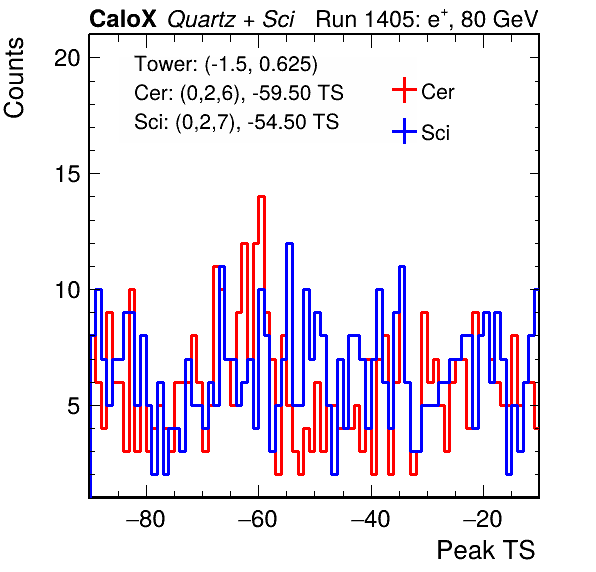 CaloX Quartz + Sci Run 1405: e⁺, 80 GeV
Counts
Tower: (-1.5, 0.625)
Cer: (0,2,6), -59.50 TS
Sci: (0,2,7), -54.50 TS
Cer
Sci
20
15
10
5
−80 −60 −40 −20
Peak TS